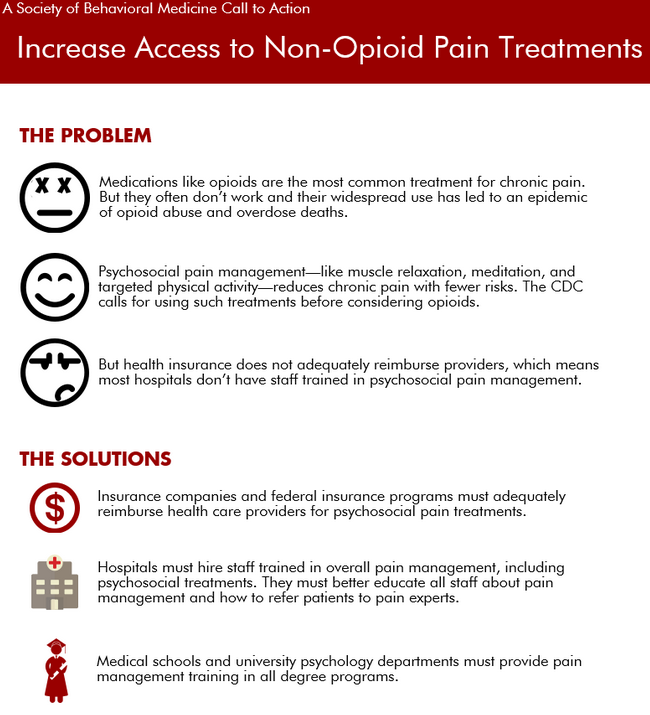 A Society of Behavioral Medicine Call to Action
Increase Access to Non-Opioid Pain Treatments
THE PROBLEM
Medications like opioids are the most common treatment for chronic pain.
But they often don't work and their widespread use has led to an epidemic
of opioid abuse and overdose deaths.
Psychosocial pain management—like muscle relaxation, meditation, and
targeted physical activity—reduces chronic pain with fewer risks. The CDC
calls for using such treatments before considering opioids.
But health insurance does not adequately reimburse providers, which means
most hospitals don't have staff trained in psychosocial pain management.
THE SOLUTIONS
$
Insurance companies and federal insurance programs must adequately
reimburse health care providers for psychosocial pain treatments.
Hospitals must hire staff trained in overall pain management, including
psychosocial treatments. They must better educate all staff about pain
management and how to refer patients to pain experts.
Medical schools and university psychology departments must provide pain
management training in all degree programs.